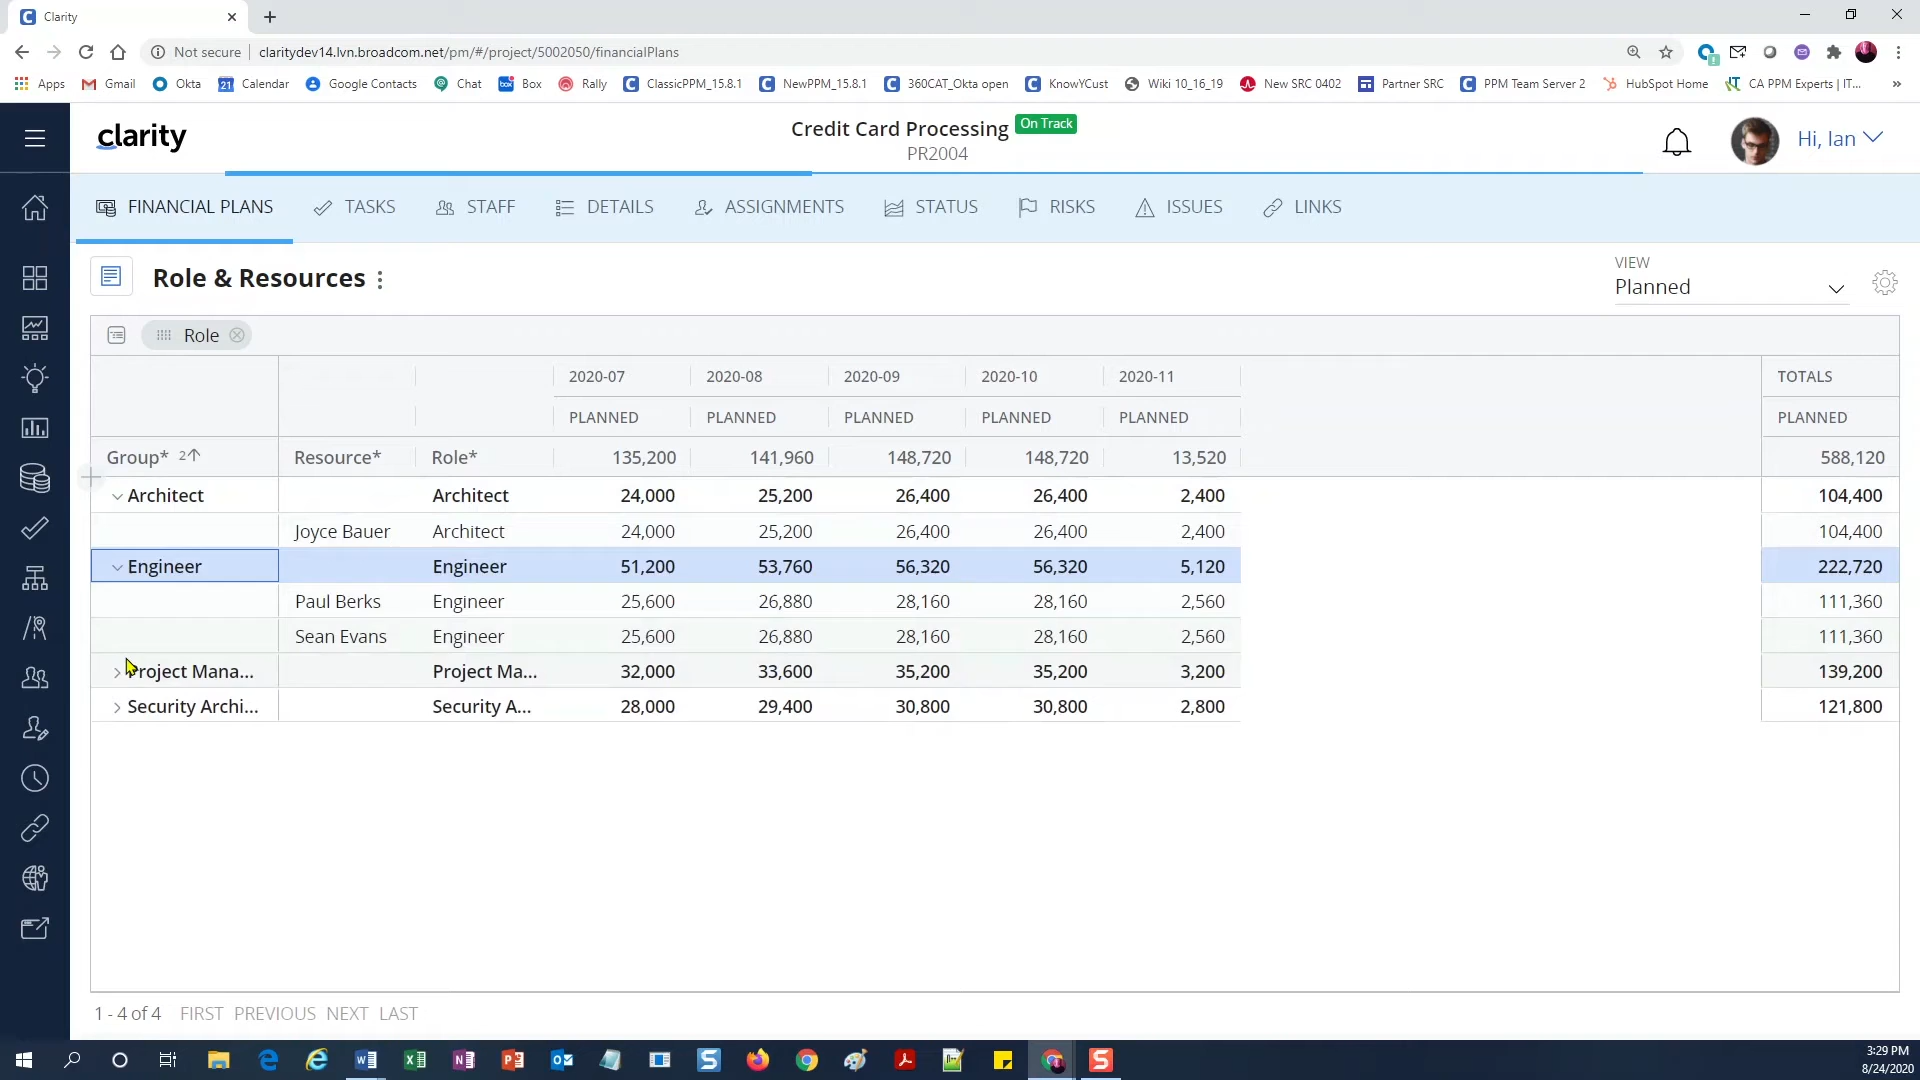 Clarity
Not secure claritydev14.lvn.broadcom.net/pm/#/project/5002050/financialPlans
Apps Gmail Okta 21 Calendar Google Contacts Chat box Box Rally ClassicPPM_15.8.1 NewPPM_15.8.1 360CAT_Okta open KnowYCust Wiki 10_16_19 New SRC 0402 Partner SRC PPM Team Server 2 HubSpot Home CA PPM Experts | IT... »
clarity
Credit Card Processing On Track
PR2004
Hi, Ian
FINANCIAL PLANS TASKS STAFF DETAILS ASSIGNMENTS STATUS RISKS ISSUES LINKS
Role & Resources
VIEW
Planned
Role
2020-07 2020-08 2020-09 2020-10 2020-11 TOTALS
PLANNED PLANNED PLANNED PLANNED PLANNED PLANNED
Group* 2 Resource* Role* 135,200 141,960 148,720 148,720 13,520 588,120
Architect Architect 24,000 25,200 26,400 26,400 2,400 104,400
Joyce Bauer Architect 24,000 25,200 26,400 26,400 2,400 104,400
Engineer Engineer 51,200 53,760 56,320 56,320 5,120 222,720
Paul Berks Engineer 25,600 26,880 28,160 28,160 2,560 111,360
Sean Evans Engineer 25,600 26,880 28,160 28,160 2,560 111,360
Project Mana... Project Ma... 32,000 33,600 35,200 35,200 3,200 139,200
Security Archi... Security A... 28,000 29,400 30,800 30,800 2,800 121,800
1 - 4 of 4 FIRST PREVIOUS NEXT LAST
3:29 PM
8/24/2020